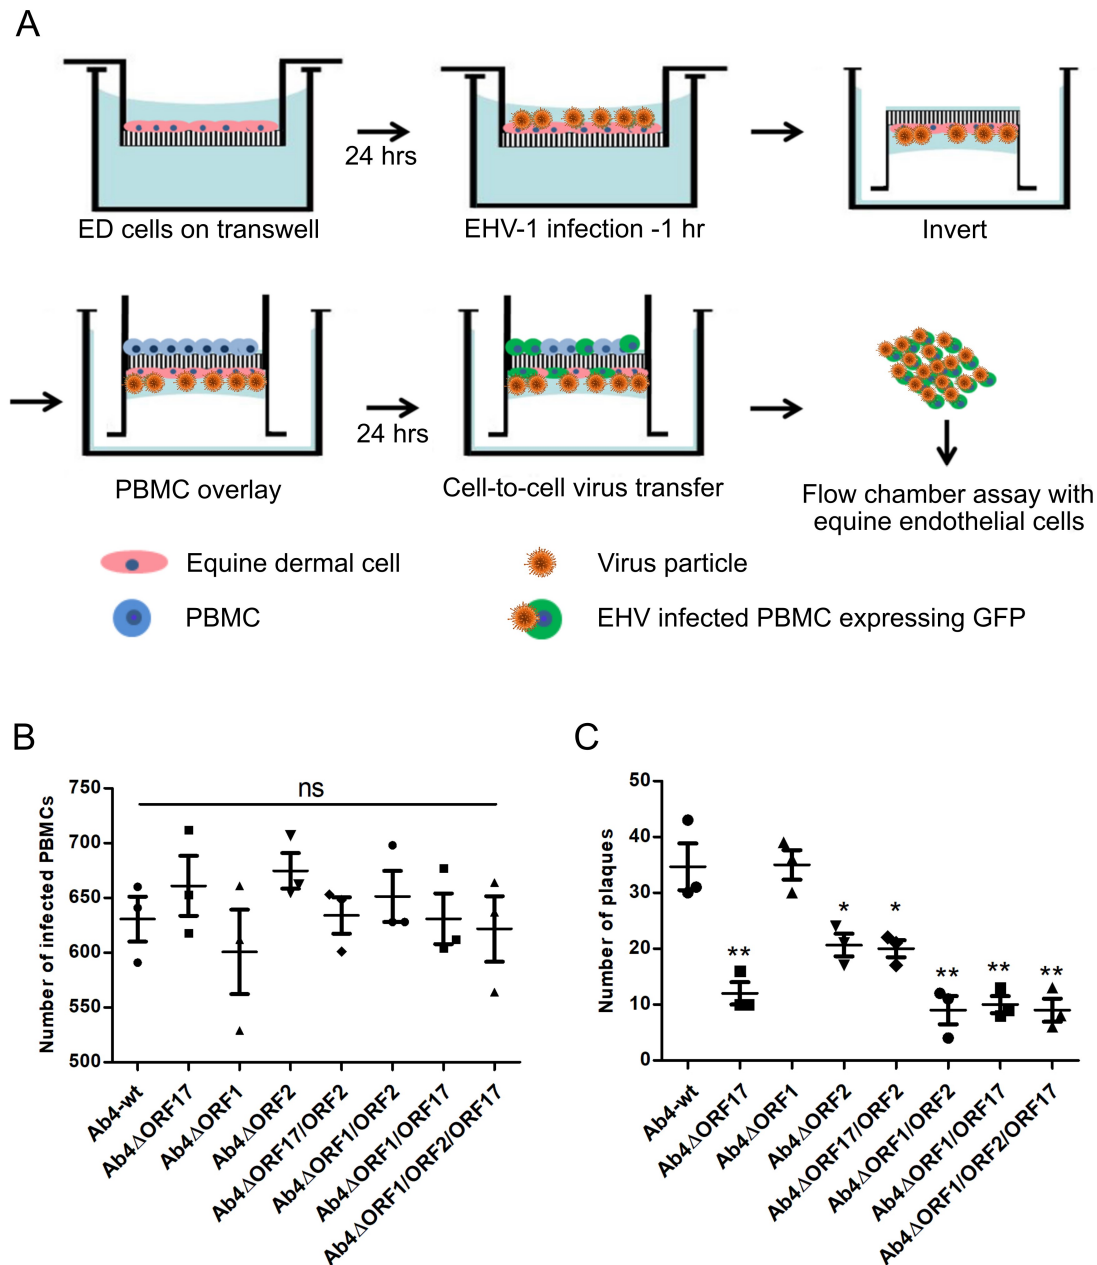 A
24 hrs
ED cells on transwell
EHV-1 infection -1 hr
Invert
24 hrs
PBMC overlay
Cell-to-cell virus transfer
Flow chamber assay with
equine endothelial cells
Equine dermal cell
Virus particle
PBMC
EHV infected PBMC expressing GFP
B
Number of infected PBMCs
750
700
650
600
550
500
ns
Ab4-wt
Ab4ΔORF17
Ab4ΔORF1
Ab4ΔORF2
Ab4ΔORF17/ORF2
Ab4ΔORF1/ORF2
Ab4ΔORF1/ORF17
Ab4ΔORF1/ORF2/ORF17
C
Number of plaques
50
40
30
20
10
0
**
*
*
**
**
**
Ab4-wt
Ab4ΔORF17
Ab4ΔORF1
Ab4ΔORF2
Ab4ΔORF17/ORF2
Ab4ΔORF1/ORF2
Ab4ΔORF1/ORF17
Ab4ΔORF1/ORF2/ORF17